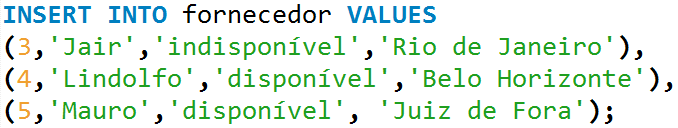 INSERT INTO fornecedor VALUES
(3,'Jair','indisponível','Rio de Janeiro'),
(4,'Lindolfo','disponível','Belo Horizonte'),
(5,'Mauro','disponível', 'Juiz de Fora');